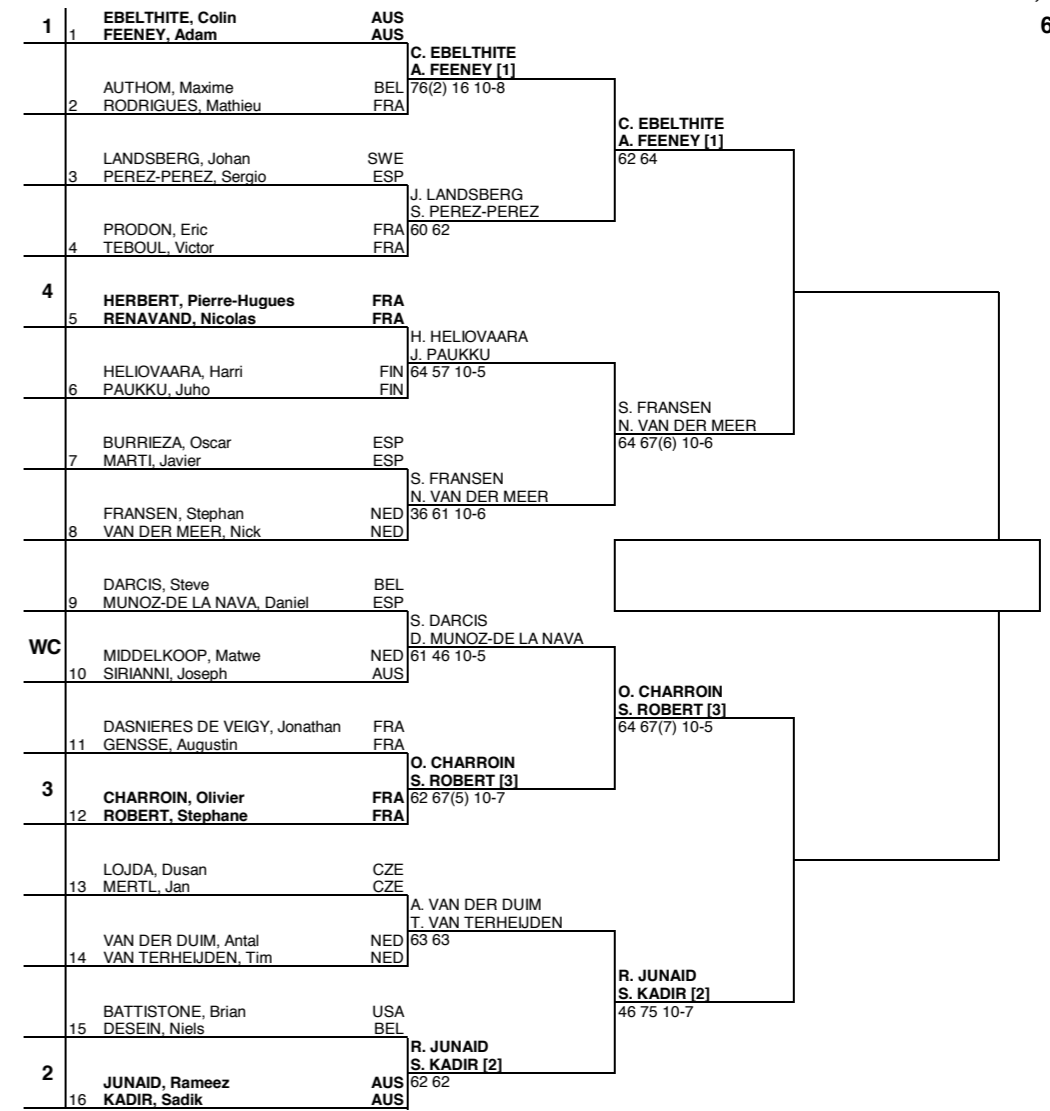 6
1
EBELTHITE, Colin AUS
1 FEENEY, Adam AUS
C. EBELTHITE
A. FEENEY [1]
AUTHOM, Maxime BEL 76(2) 16 10-8
2 RODRIGUES, Mathieu FRA
C. EBELTHITE
A. FEENEY [1]
LANDSBERG, Johan SWE 62 64
3 PEREZ-PEREZ, Sergio ESP
J. LANDSBERG
S. PEREZ-PEREZ
PRODON, Eric FRA 60 62
4 TEBOUL, Victor FRA
4
HERBERT, Pierre-Hugues FRA
5 RENAVAND, Nicolas FRA
H. HELIOVAARA
J. PAUKKU
HELIOVAARA, Harri FIN 64 57 10-5
6 PAUKKU, Juho FIN
S. FRANSEN
N. VAN DER MEER
BURRIEZA, Oscar ESP 64 67(6) 10-6
7 MARTI, Javier ESP
S. FRANSEN
N. VAN DER MEER
FRANSEN, Stephan NED 36 61 10-6
8 VAN DER MEER, Nick NED
DARCIS, Steve BEL
9 MUNOZ-DE LA NAVA, Daniel ESP
S. DARCIS
D. MUNOZ-DE LA NAVA
WC
MIDDELKOOP, Matwe NED 61 46 10-5
10 SIRIANNI, Joseph AUS
O. CHARROIN
S. ROBERT [3]
DASNIERES DE VEIGY, Jonathan FRA 64 67(7) 10-5
11 GENSSE, Augustin FRA
O. CHARROIN
S. ROBERT [3]
3
CHARROIN, Olivier FRA 62 67(5) 10-7
12 ROBERT, Stephane FRA
LOJDA, Dusan CZE
13 MERTL, Jan CZE
A. VAN DER DUIM
T. VAN TERHEIJDEN
VAN DER DUIM, Antal NED 63 63
14 VAN TERHEIJDEN, Tim NED
R. JUNAID
S. KADIR [2]
BATTISTONE, Brian USA 46 75 10-7
15 DESEIN, Niels BEL
R. JUNAID
S. KADIR [2]
2
JUNAID, Rameez AUS 62 62
16 KADIR, Sadik AUS